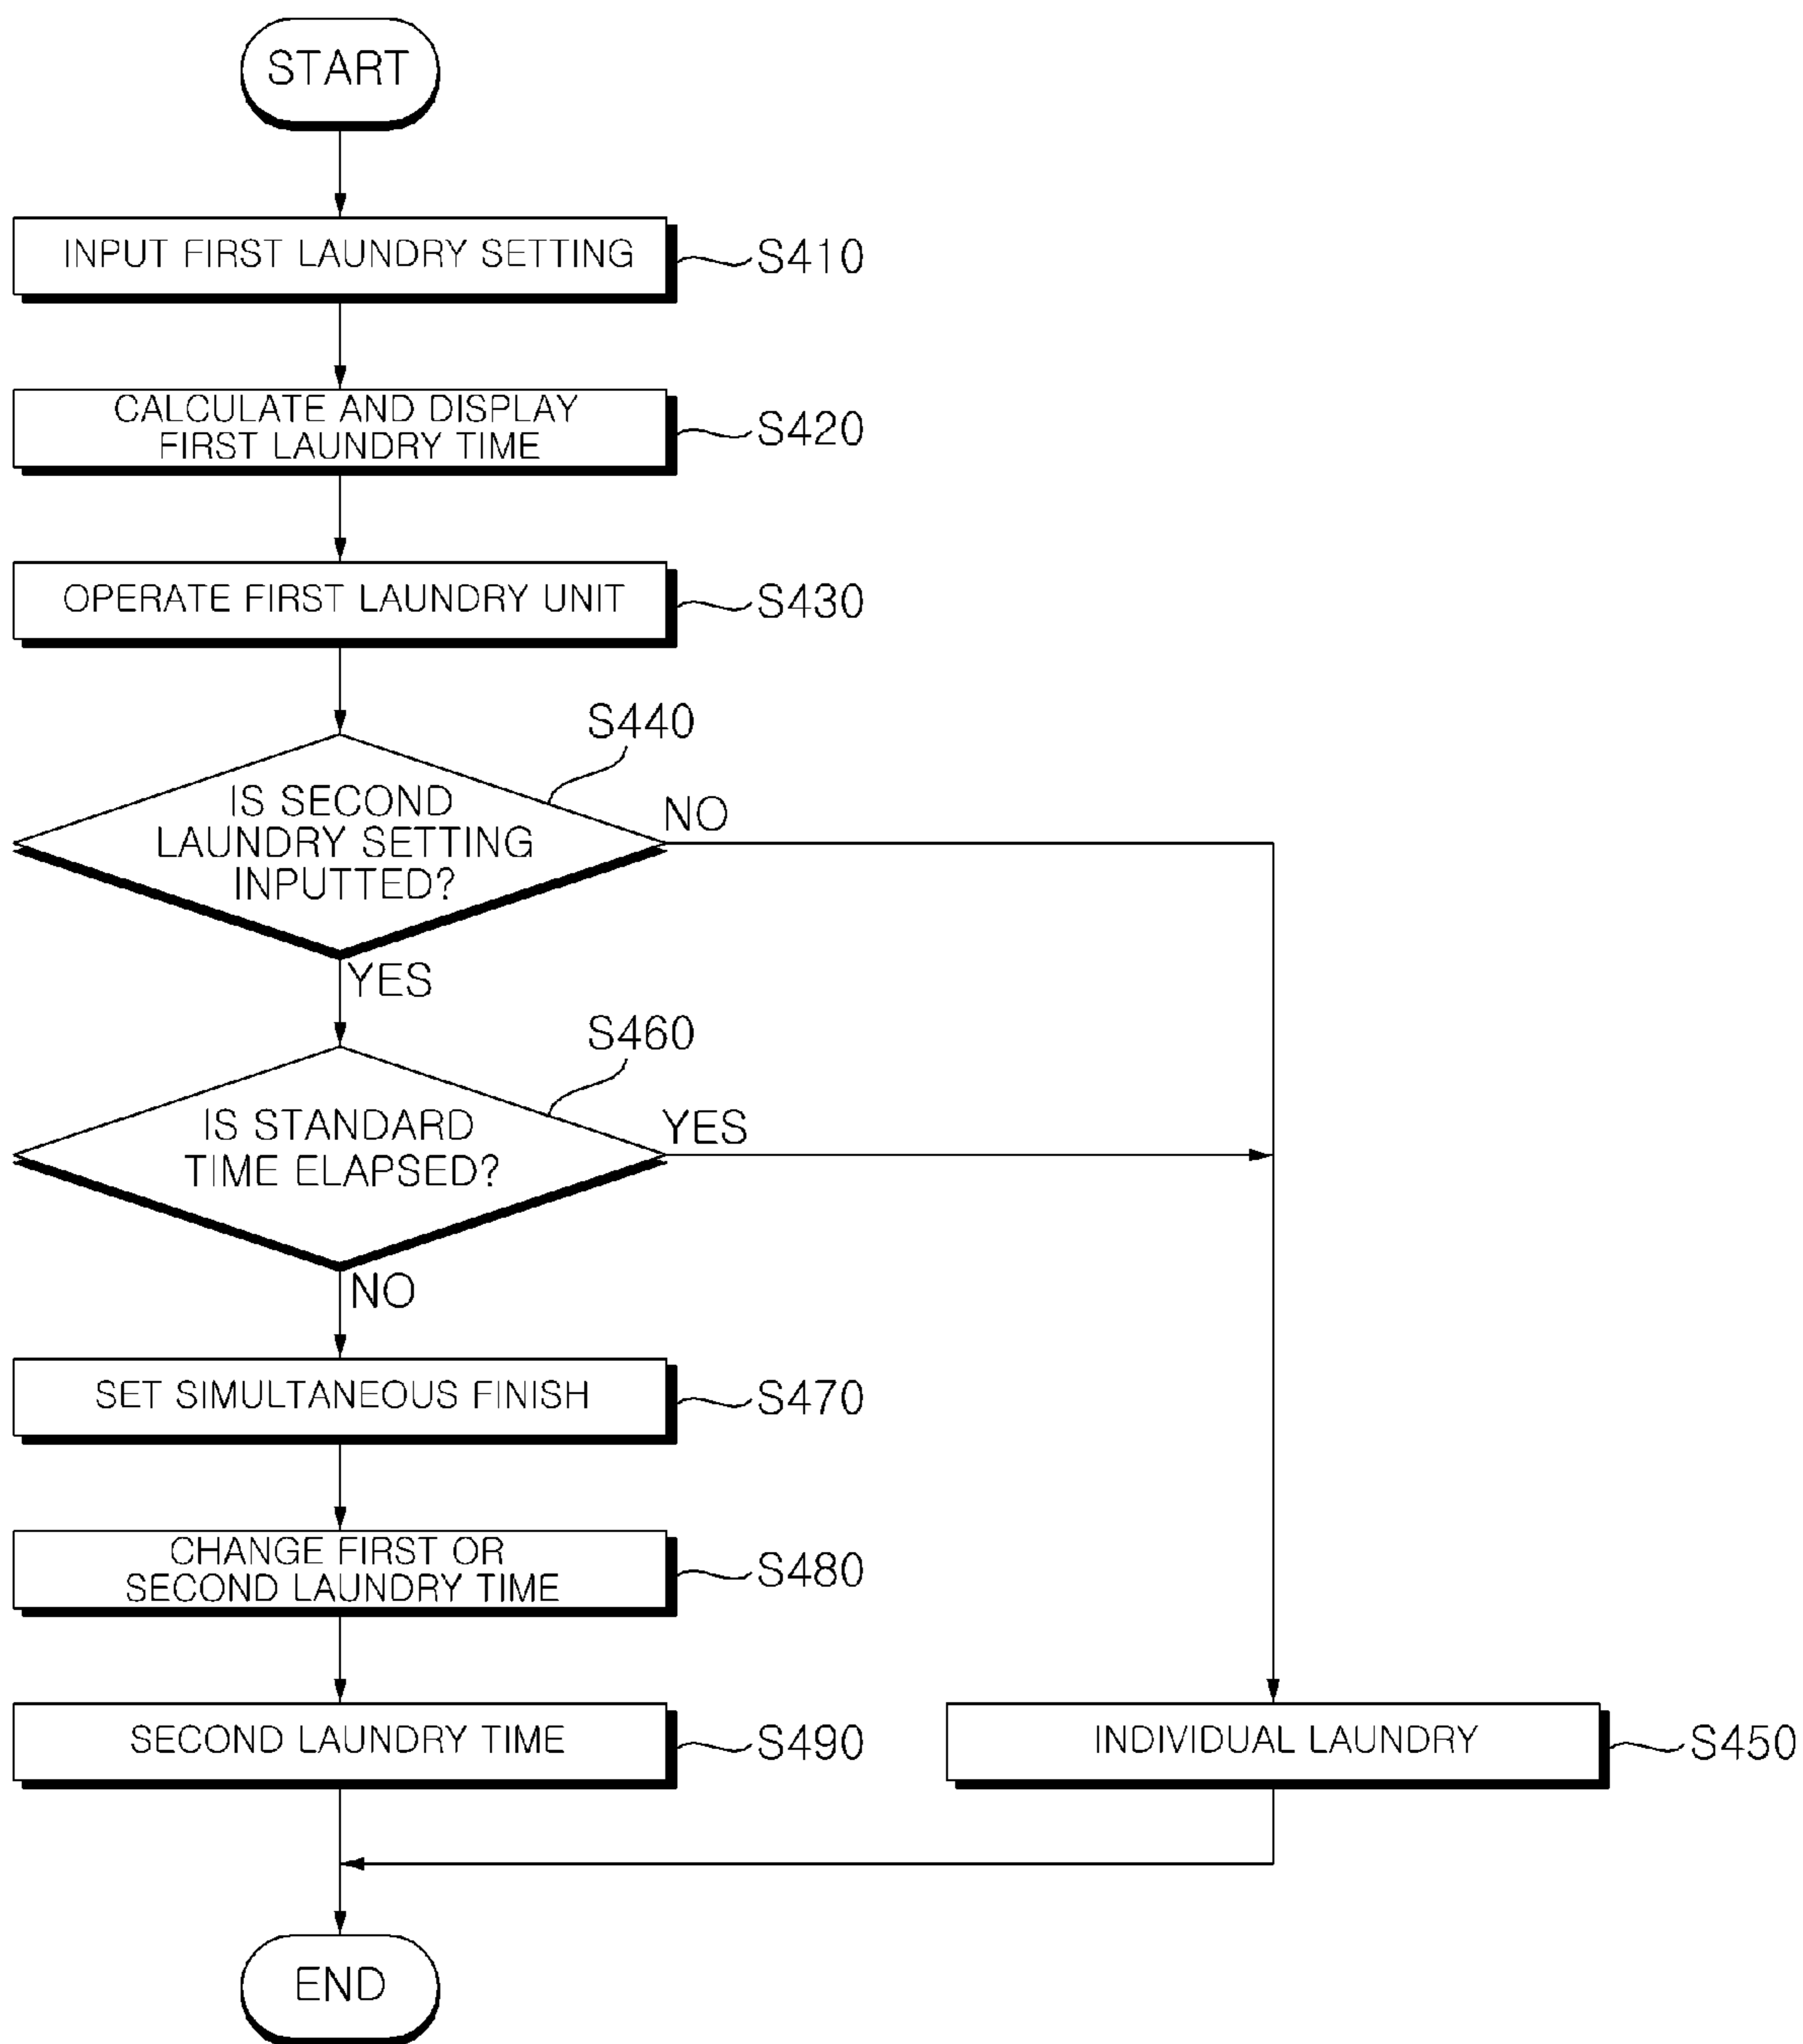 START
INPUT FIRST LAUNDRY SETTING
S410
CALCULATE AND DISPLAY
FIRST LAUNDRY TIME
S420
OPERATE FIRST LAUNDRY UNIT
S430
S440
IS SECOND
LAUNDRY SETTING
INPUTTED?
NO
YES
S460
IS STANDARD
TIME ELAPSED?
YES
NO
SET SIMULTANEOUS FINISH
S470
CHANGE FIRST OR
SECOND LAUNDRY TIME
S480
SECOND LAUNDRY TIME
S490
INDIVIDUAL LAUNDRY
S450
END